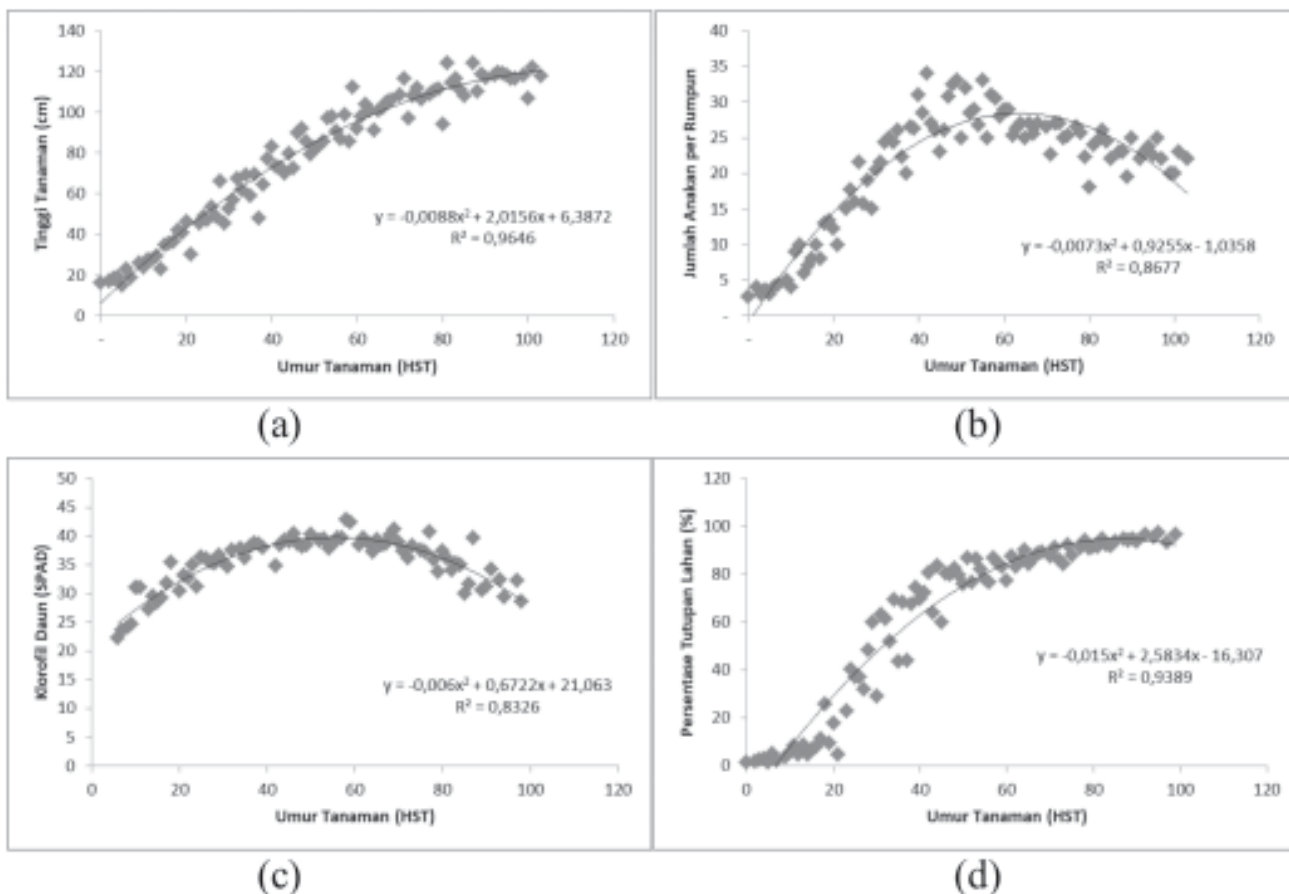 140
120
100
80
60
40
20
0
Tinggi Tanaman (cm)
y = -0,0088x² + 2,0156x + 6,3872
R² = 0,9646
- 20 40 60 80 100 120
Umur Tanaman (HST)
(a)
40
35
30
25
20
15
10
5
-
Jumlah Anakan per Rumpun
y = -0,0073x² + 0,9255x - 1,0358
R² = 0,8677
- 20 40 60 80 100 120
Umur Tanaman (HST)
(b)
50
45
40
35
30
25
20
15
10
5
0
Klorofil Daun (SPAD)
y = -0,006x² + 0,6722x + 21,063
R² = 0,8326
0 20 40 60 80 100 120
Umur Tanaman (HST)
(c)
120
100
80
60
40
20
0
Persentase Tutupan Lahan (%)
y = -0,015x² + 2,5834x - 16,307
R² = 0,9389
0 20 40 60 80 100 120
Umur Tanaman (HST)
(d)